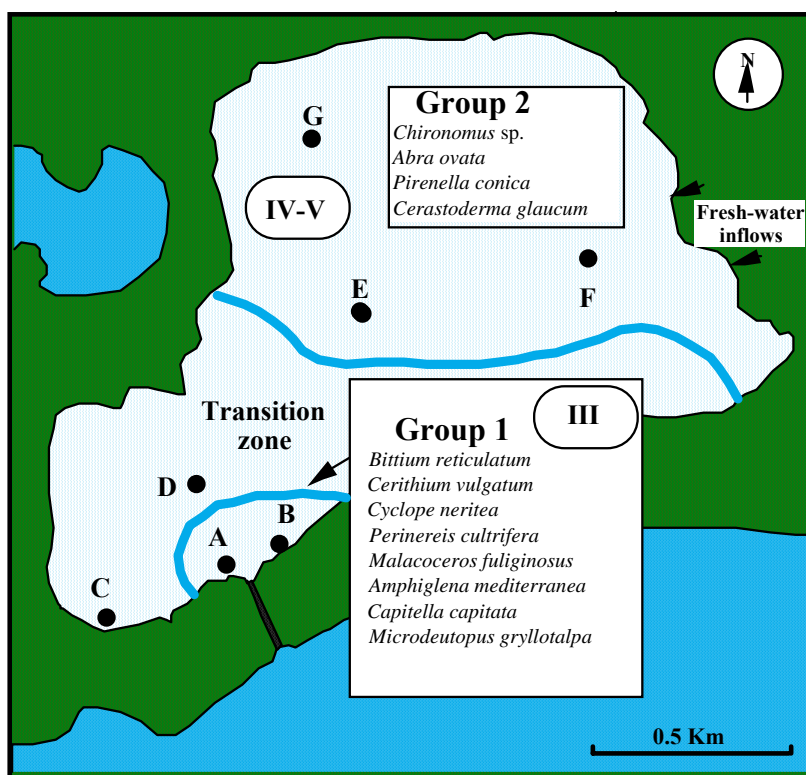 N
Group 2
Chironomus sp.
Abra ovata
Pirenella conica
Cerastoderma glaucum
G
IV-V
Fresh-water
inflows
E
F
Transition
zone
III
Group 1
Bittium reticulatum
Cerithium vulgatum
Cyclope neritea
Perinereis cultrifera
Malacoceros fuliginosus
Amphiglena mediterranea
Capitella capitata
Microdeutopus gryllotalpa
D
B
A
C
0.5 Km